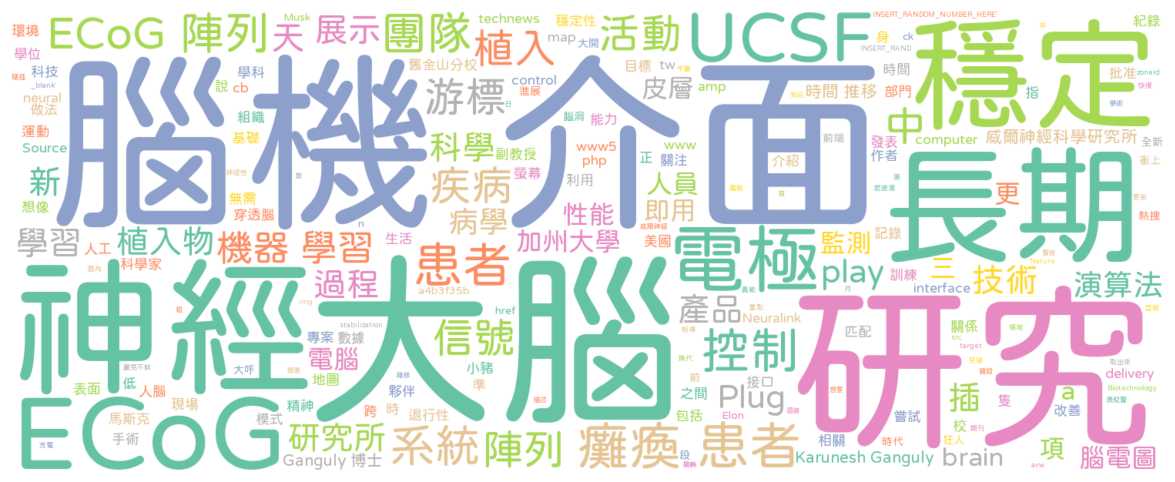 環境 ECoG 陣列 天 展示 團隊 植入 technews 穩定性 活動 UCSF INSERT_RANDOM_NUMBER_HERE 身 ck 穩定 紀錄
Musk map 大開 INSERT_RAND
學位 科技 學科 舊金山分校 目標 tw 時間 批准 zoneid
_blank' 說 cb neural control 皮層 amp 時間 推移 部門 指
做法 組織 進展 游標 中
腦機介面
運動 基礎 腦洞 能力 前端 發表 computer 威爾神經科學研究所 全新
Source 科學 副教授 www5 www 作者
新 無需 疾病 螢幕 php 正 關注 介紹 長期
想像 穿透腦 病學 利用 人員 更
性能 即用 熱搜
學習 植入物 機器 學習 n 加州大學 電極 監測 記錄
人工 科學家 生活 患者 美國 play 訓練 三 技術 Nature
神經 大腦 過程 a4b3f35b 產品 interface 演算法
img href Neuralink 關係 src
專案 數據 stabilization 信號 控制 匹配 target
電腦 小豬 接口 研究
表面 低 人腦 大呼 地圖 夥伴 準 Plug 之間 前 delivery
ECoG 馬斯克 現場 精神 跨 時 退行性 包括 Elon 插 a 隻 改善 Biotechnology
模式 手術 研究所 系統 陣列 癱瘓 患者 段 嘗試 校 項
Ganguly 博士 相關 時代 狂人 腦電圖
Karunesh Ganguly brain
充電